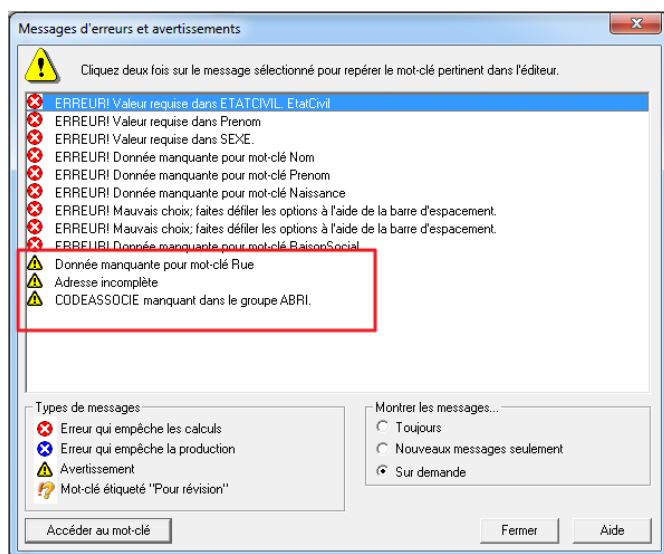 Messages d'erreurs et avertissements
Cliquez deux fois sur le message sélectionné pour repérer le mot-clé pertinent dans l'éditeur.
ERREUR! Valeur requise dans ETATCIVIL. EtatCivil
ERREUR! Valeur requise dans Prenom
ERREUR! Valeur requise dans SEXE.
ERREUR! Donnée manquante pour mot-clé Nom
ERREUR! Donnée manquante pour mot-clé Prenom
ERREUR! Donnée manquante pour mot-clé Naissance
ERREUR! Mauvais choix; faites défiler les options à l'aide de la barre d'espacement.
ERREUR! Mauvais choix; faites défiler les options à l'aide de la barre d'espacement.
ERREUR! Donnée manquante pour mot-clé RaisonSocial
Donnée manquante pour mot-clé Rue
Adresse incomplète
CODEASSOCIE manquant dans le groupe ABRI.
Types de messages
Erreur qui empêche les calculs
Erreur qui empêche la production
Avertissement
Mot-clé étiqueté "Pour révision"
Montrer les messages...
Toujours
Nouveaux messages seulement
Sur demande
Accéder au mot-clé
Fermer
Aide